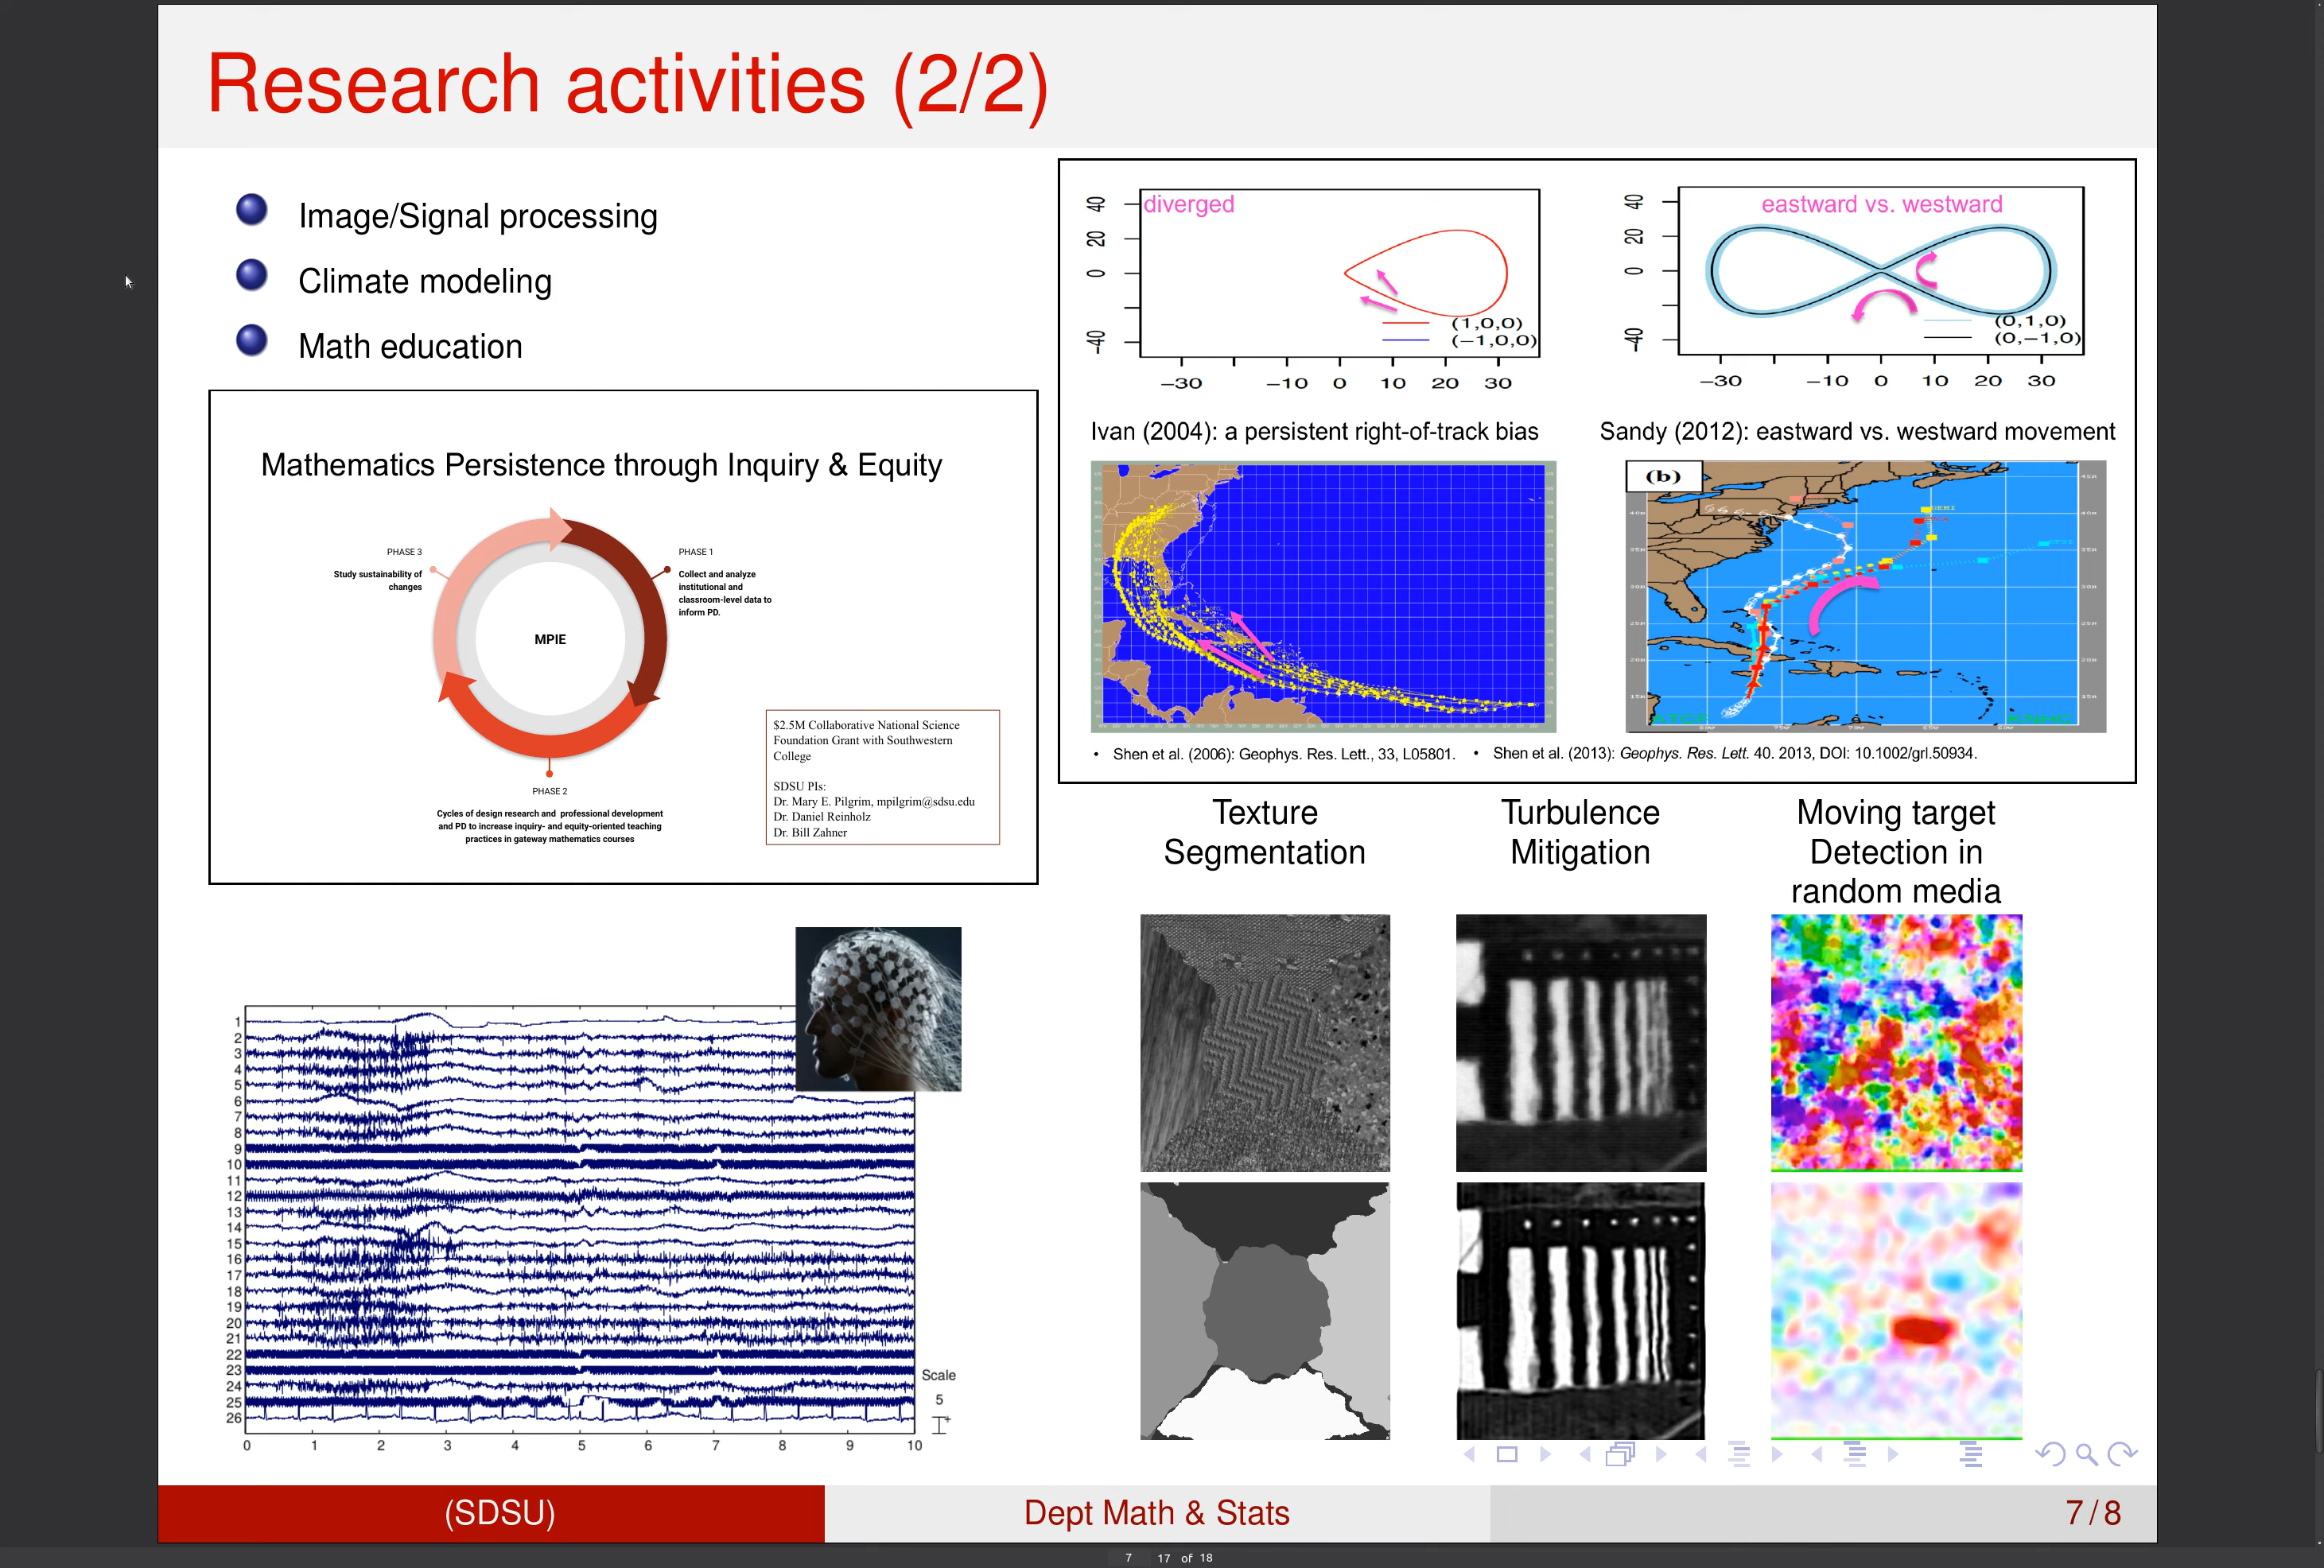 Research activities (2/2)
Image/Signal processing
Climate modeling
Math education
Mathematics Persistence through Inquiry & Equity
PHASE 3
Study sustainability of
changes
PHASE 1
Collect and analyze
institutional and
classroom-level data to
inform PD.
MPIE
PHASE 2
Cycles of design research and professional development
and PD to increase inquiry- and equity-oriented teaching
practices in gateway mathematics courses
$2.5M Collaborative National Science
Foundation Grant with Southwestern
College
SDSU PIs:
Dr. Mary E. Pilgrim, mpilgrim@sdsu.edu
Dr. Daniel Reinholz
Dr. Bill Zahner
diverged
40
20
0
−40
(1,0,0)
(−1,0,0)
−30 −10 0 10 20 30
eastward vs. westward
40
20
0
−40
(0,1,0)
(0,−1,0)
−30 −10 0 10 20 30
Ivan (2004): a persistent right-of-track bias
Sandy (2012): eastward vs. westward movement
(b)
ATCF
KNHC
• Shen et al. (2006): Geophys. Res. Lett., 33, L05801.
• Shen et al. (2013): Geophys. Res. Lett. 40. 2013, DOI: 10.1002/grl.50934.
Texture
Segmentation
Turbulence
Mitigation
Moving target
Detection in
random media
1
2
3
4
5
6
7
8
9
10
11
12
13
14
15
16
17
18
19
20
21
22
23
24
25
26
0 1 2 3 4 5 6 7 8 9 10
Scale
5
(SDSU)
Dept Math & Stats
7 / 8
7 17 of 18